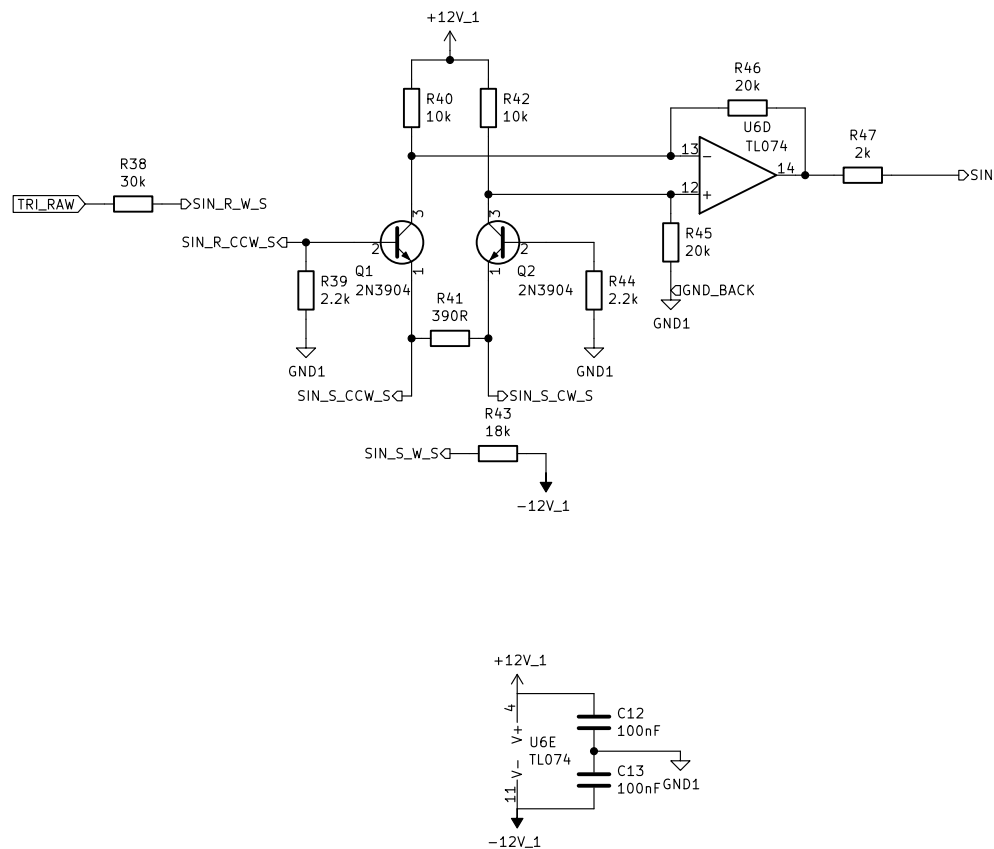 +12V_1
R40
10k
R42
10k
R46
20k
U6D
TL074
13
−
12
+
14
R47
2k
SIN
R38
30k
TRI_RAW
SIN_R_W_S
SIN_R_CCW_S
3
2
1
Q1
2N3904
3
2
1
Q2
2N3904
R45
20k
GND_BACK
GND1
R39
2.2k
GND1
R41
390R
R44
2.2k
GND1
SIN_S_CCW_S
SIN_S_CW_S
R43
18k
SIN_S_W_S
-12V_1
+12V_1
4
V+
U6E
TL074
V-
11
C12
100nF
C13
100nF
GND1
-12V_1